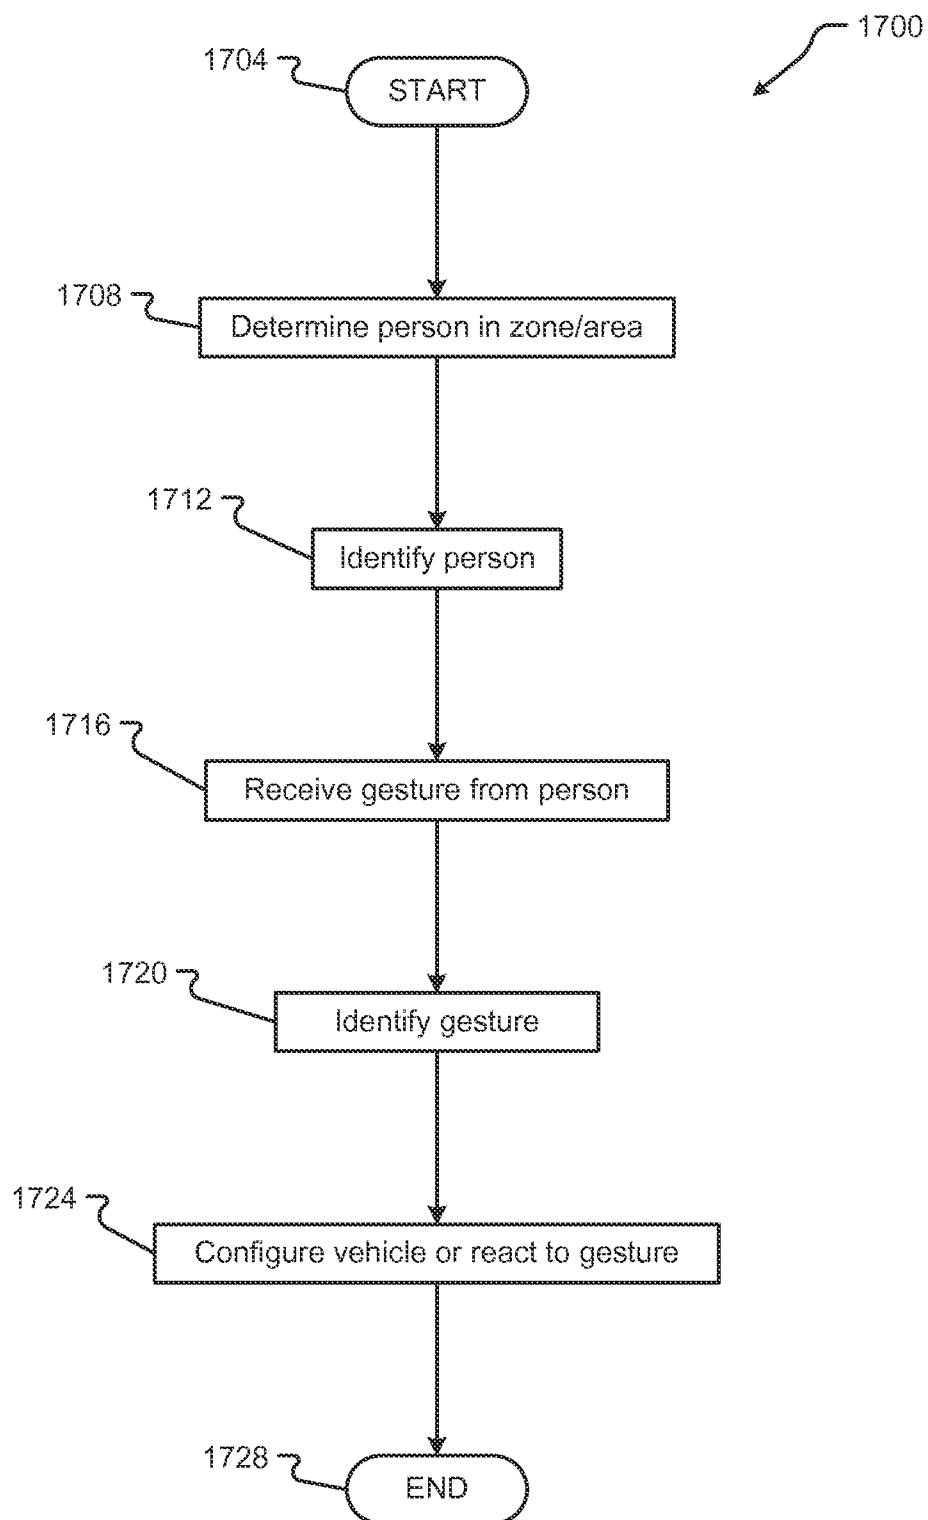 1700
1704
START
1708
Determine person in zone/area
1712
Identify person
1716
Receive gesture from person
1720
Identify gesture
1724
Configure vehicle or react to gesture
1728
END